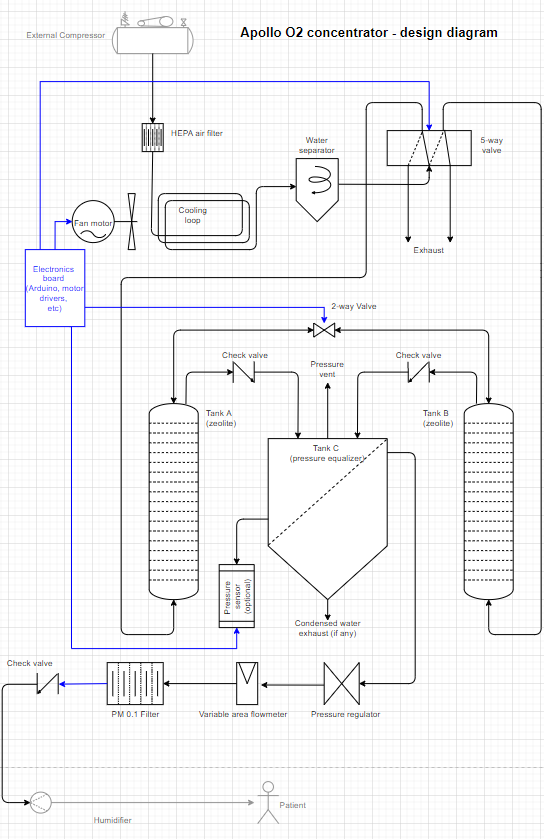 Apollo O2 concentrator - design diagram
External Compressor
HEPA air filter
Water
separator
5-way
valve
Cooling
loop
Fan motor
Exhaust
Electronics
board
(Arduino, motor
drivers,
etc)
2-way Valve
Check valve
Pressure
vent
Check valve
Tank A
(zeolite)
Tank B
(zeolite)
Tank C
(pressure equalizer)
Pressure
sensor
(optional)
Condensed water
exhaust (if any)
Check valve
PM 0.1 Filter
Variable area flowmeter
Pressure regulator
Humidifier
Patient